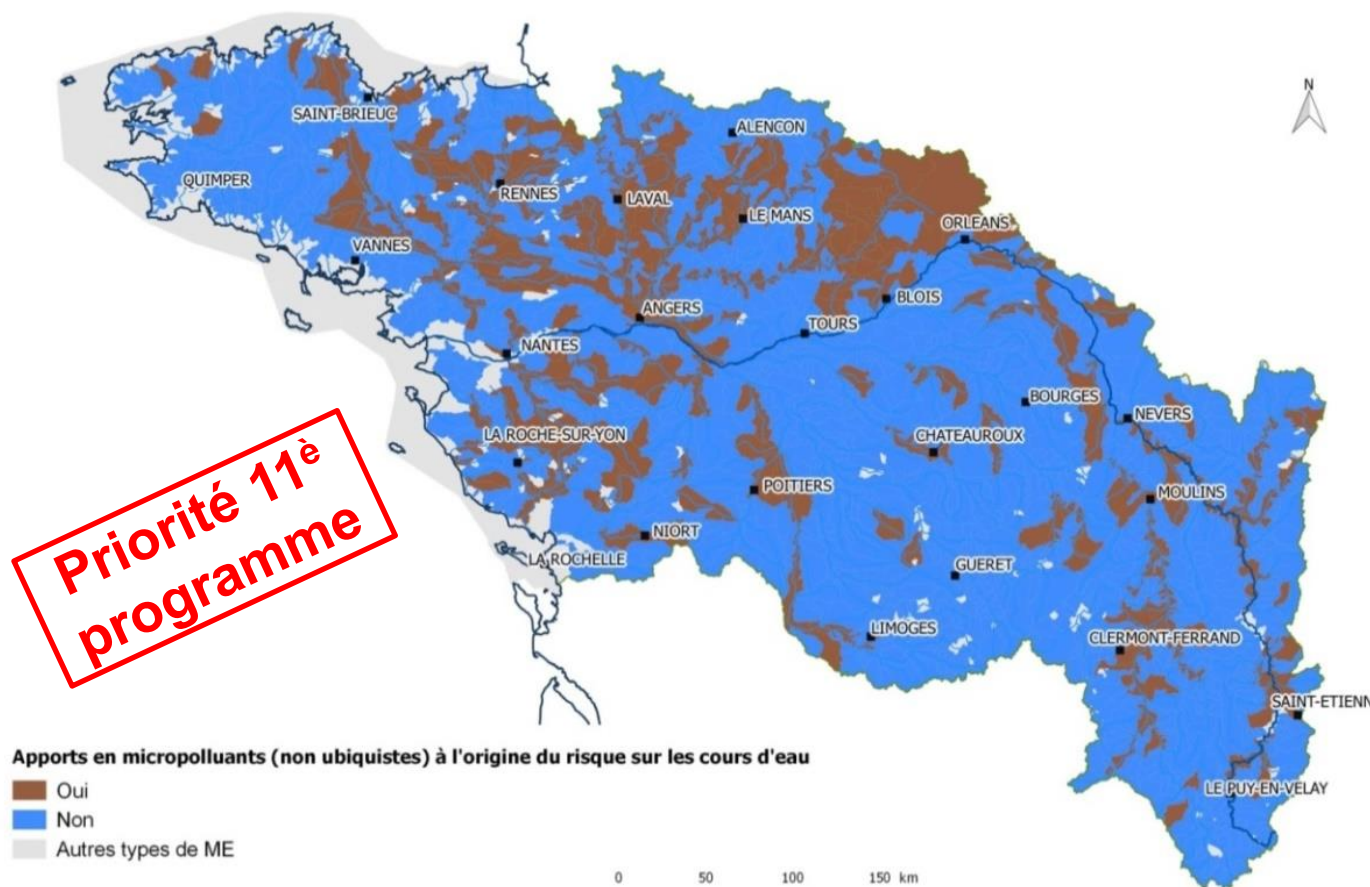 N
ALENCON
SAINT-BRIEUC
QUIMPER
RENNES
LAVAL
LE MANS
ORLEANS
VANNES
BLOIS
ANGERS
TOURS
NANTES
BOURGES
NEVERS
LA ROCHE-SUR-YON
CHATEAUROUX
POITIERS
MOULINS
NIORT
LA ROCHELLE
GUERET
LIMOGES
CLERMONT-FERRAND
SAINT-ETIENN
LE PUY-EN-VELAY
Priorité 11è
programme
Apports en micropolluants (non ubiquistes) à l'origine du risque sur les cours d'eau
Oui
Non
Autres types de ME
0 50 100 150 km